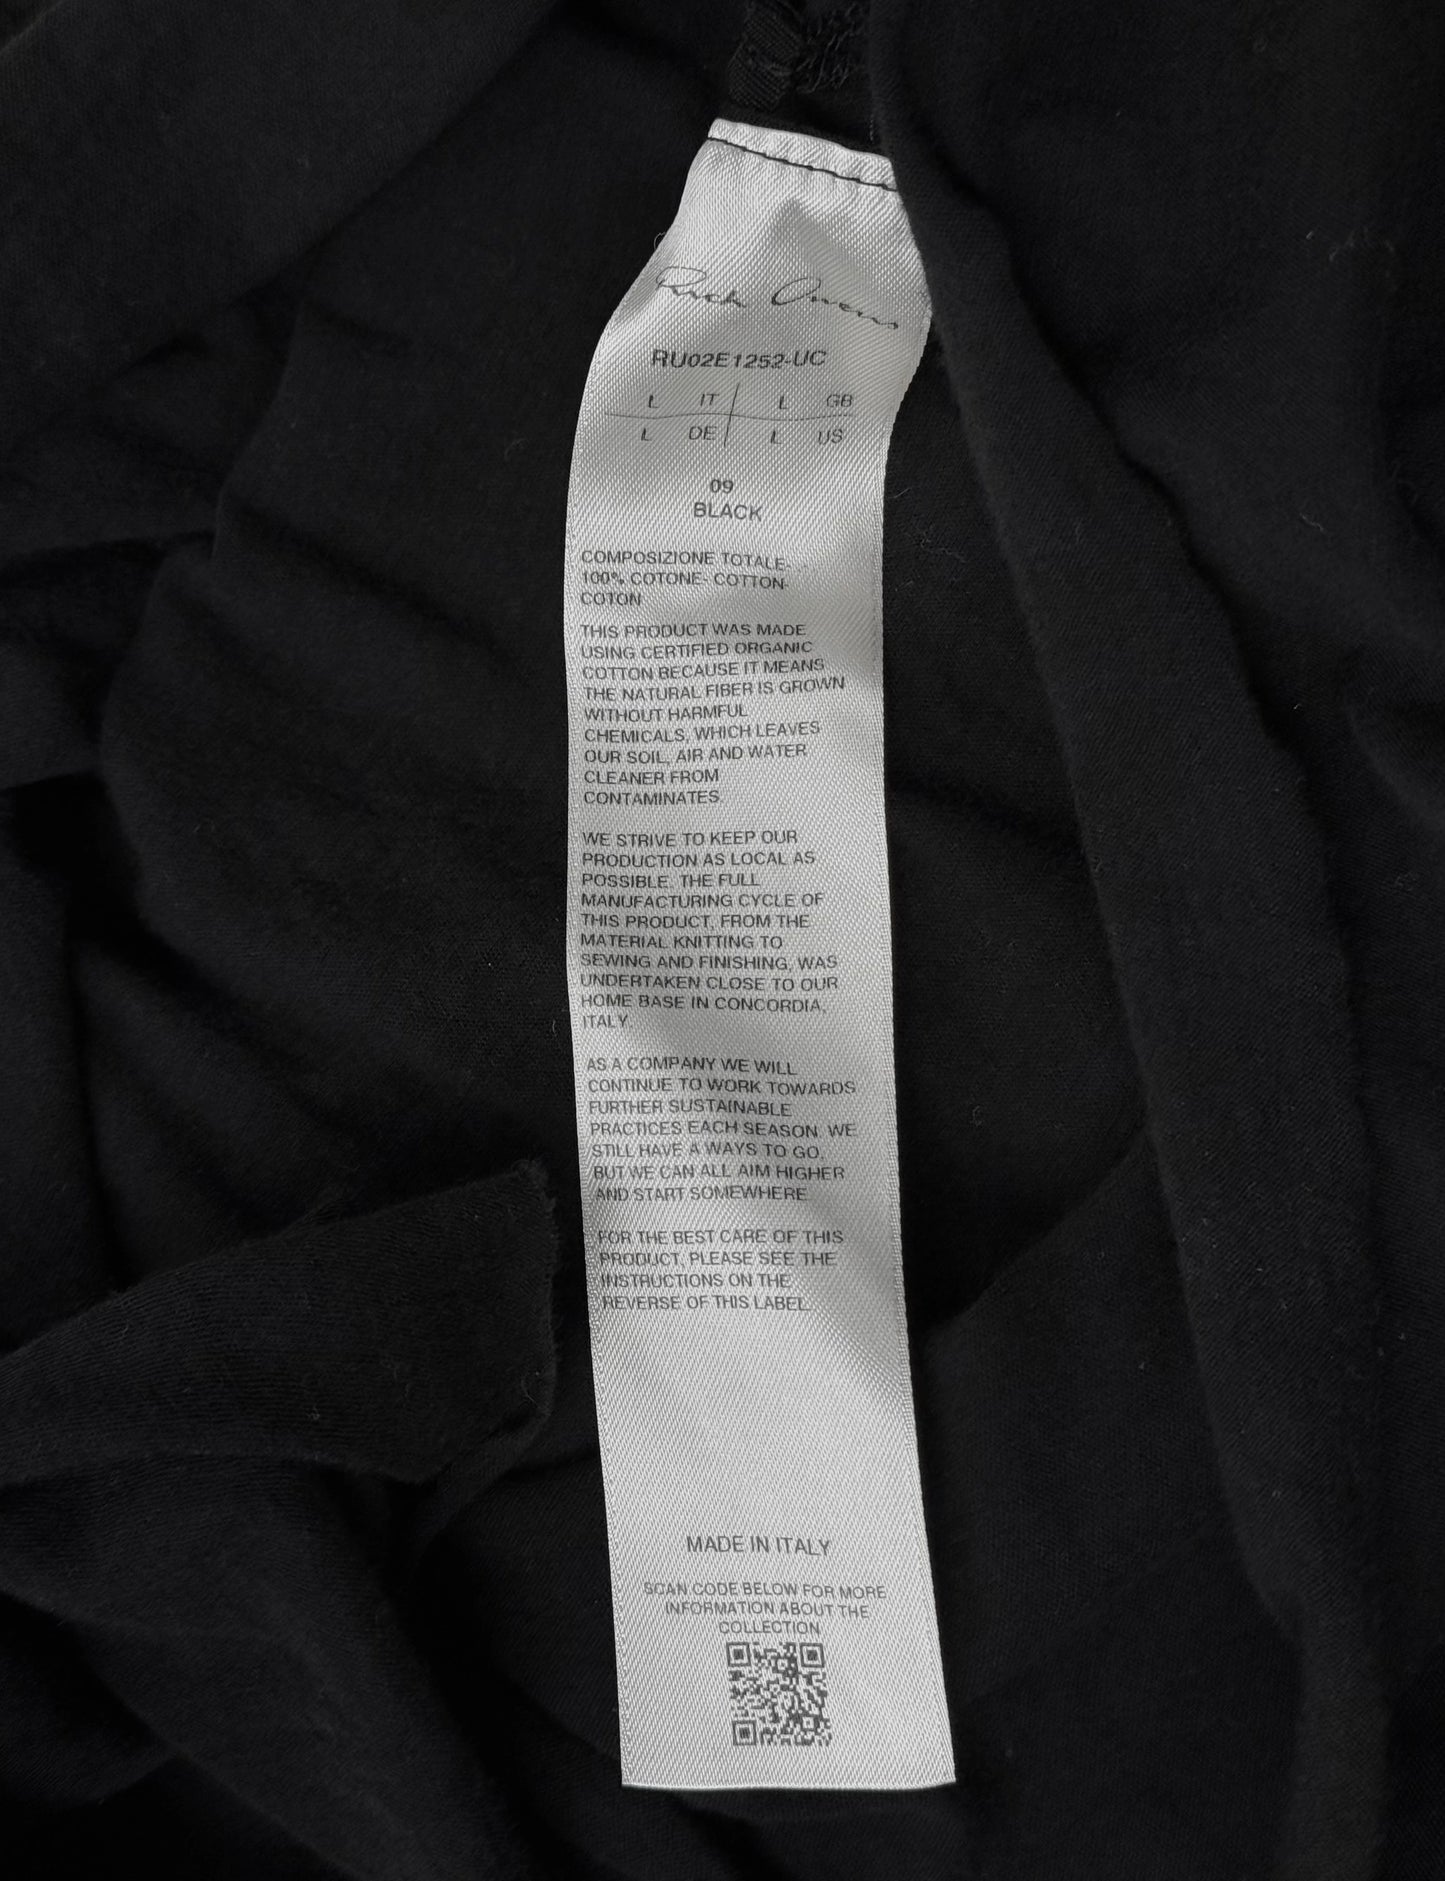 Rick Owens
RU02E1252-UC
L IT L GB
L DE L US
09
BLACK
COMPOSIZIONE TOTALE-
100% COTONE- COTTON-
COTON
THIS PRODUCT WAS MADE
USING CERTIFIED ORGANIC
COTTON BECAUSE IT MEANS
THE NATURAL FIBER IS GROWN
WITHOUT HARMFUL
CHEMICALS, WHICH LEAVES
OUR SOIL, AIR AND WATER
CLEANER FROM
CONTAMINATES.
WE STRIVE TO KEEP OUR
PRODUCTION AS LOCAL AS
POSSIBLE. THE FULL
MANUFACTURING CYCLE OF
THIS PRODUCT, FROM THE
MATERIAL KNITTING TO
SEWING AND FINISHING, WAS
UNDERTAKEN CLOSE TO OUR
HOME BASE IN CONCORDIA,
ITALY.
AS A COMPANY WE WILL
CONTINUE TO WORK TOWARDS
FURTHER SUSTAINABLE
PRACTICES EACH SEASON. WE
STILL HAVE A WAYS TO GO,
BUT WE CAN ALL AIM HIGHER
AND START SOMEWHERE.
FOR THE BEST CARE OF THIS
PRODUCT, PLEASE SEE THE
INSTRUCTIONS ON THE
REVERSE OF THIS LABEL.
MADE IN ITALY
SCAN CODE BELOW FOR MORE
INFORMATION ABOUT THE
COLLECTION